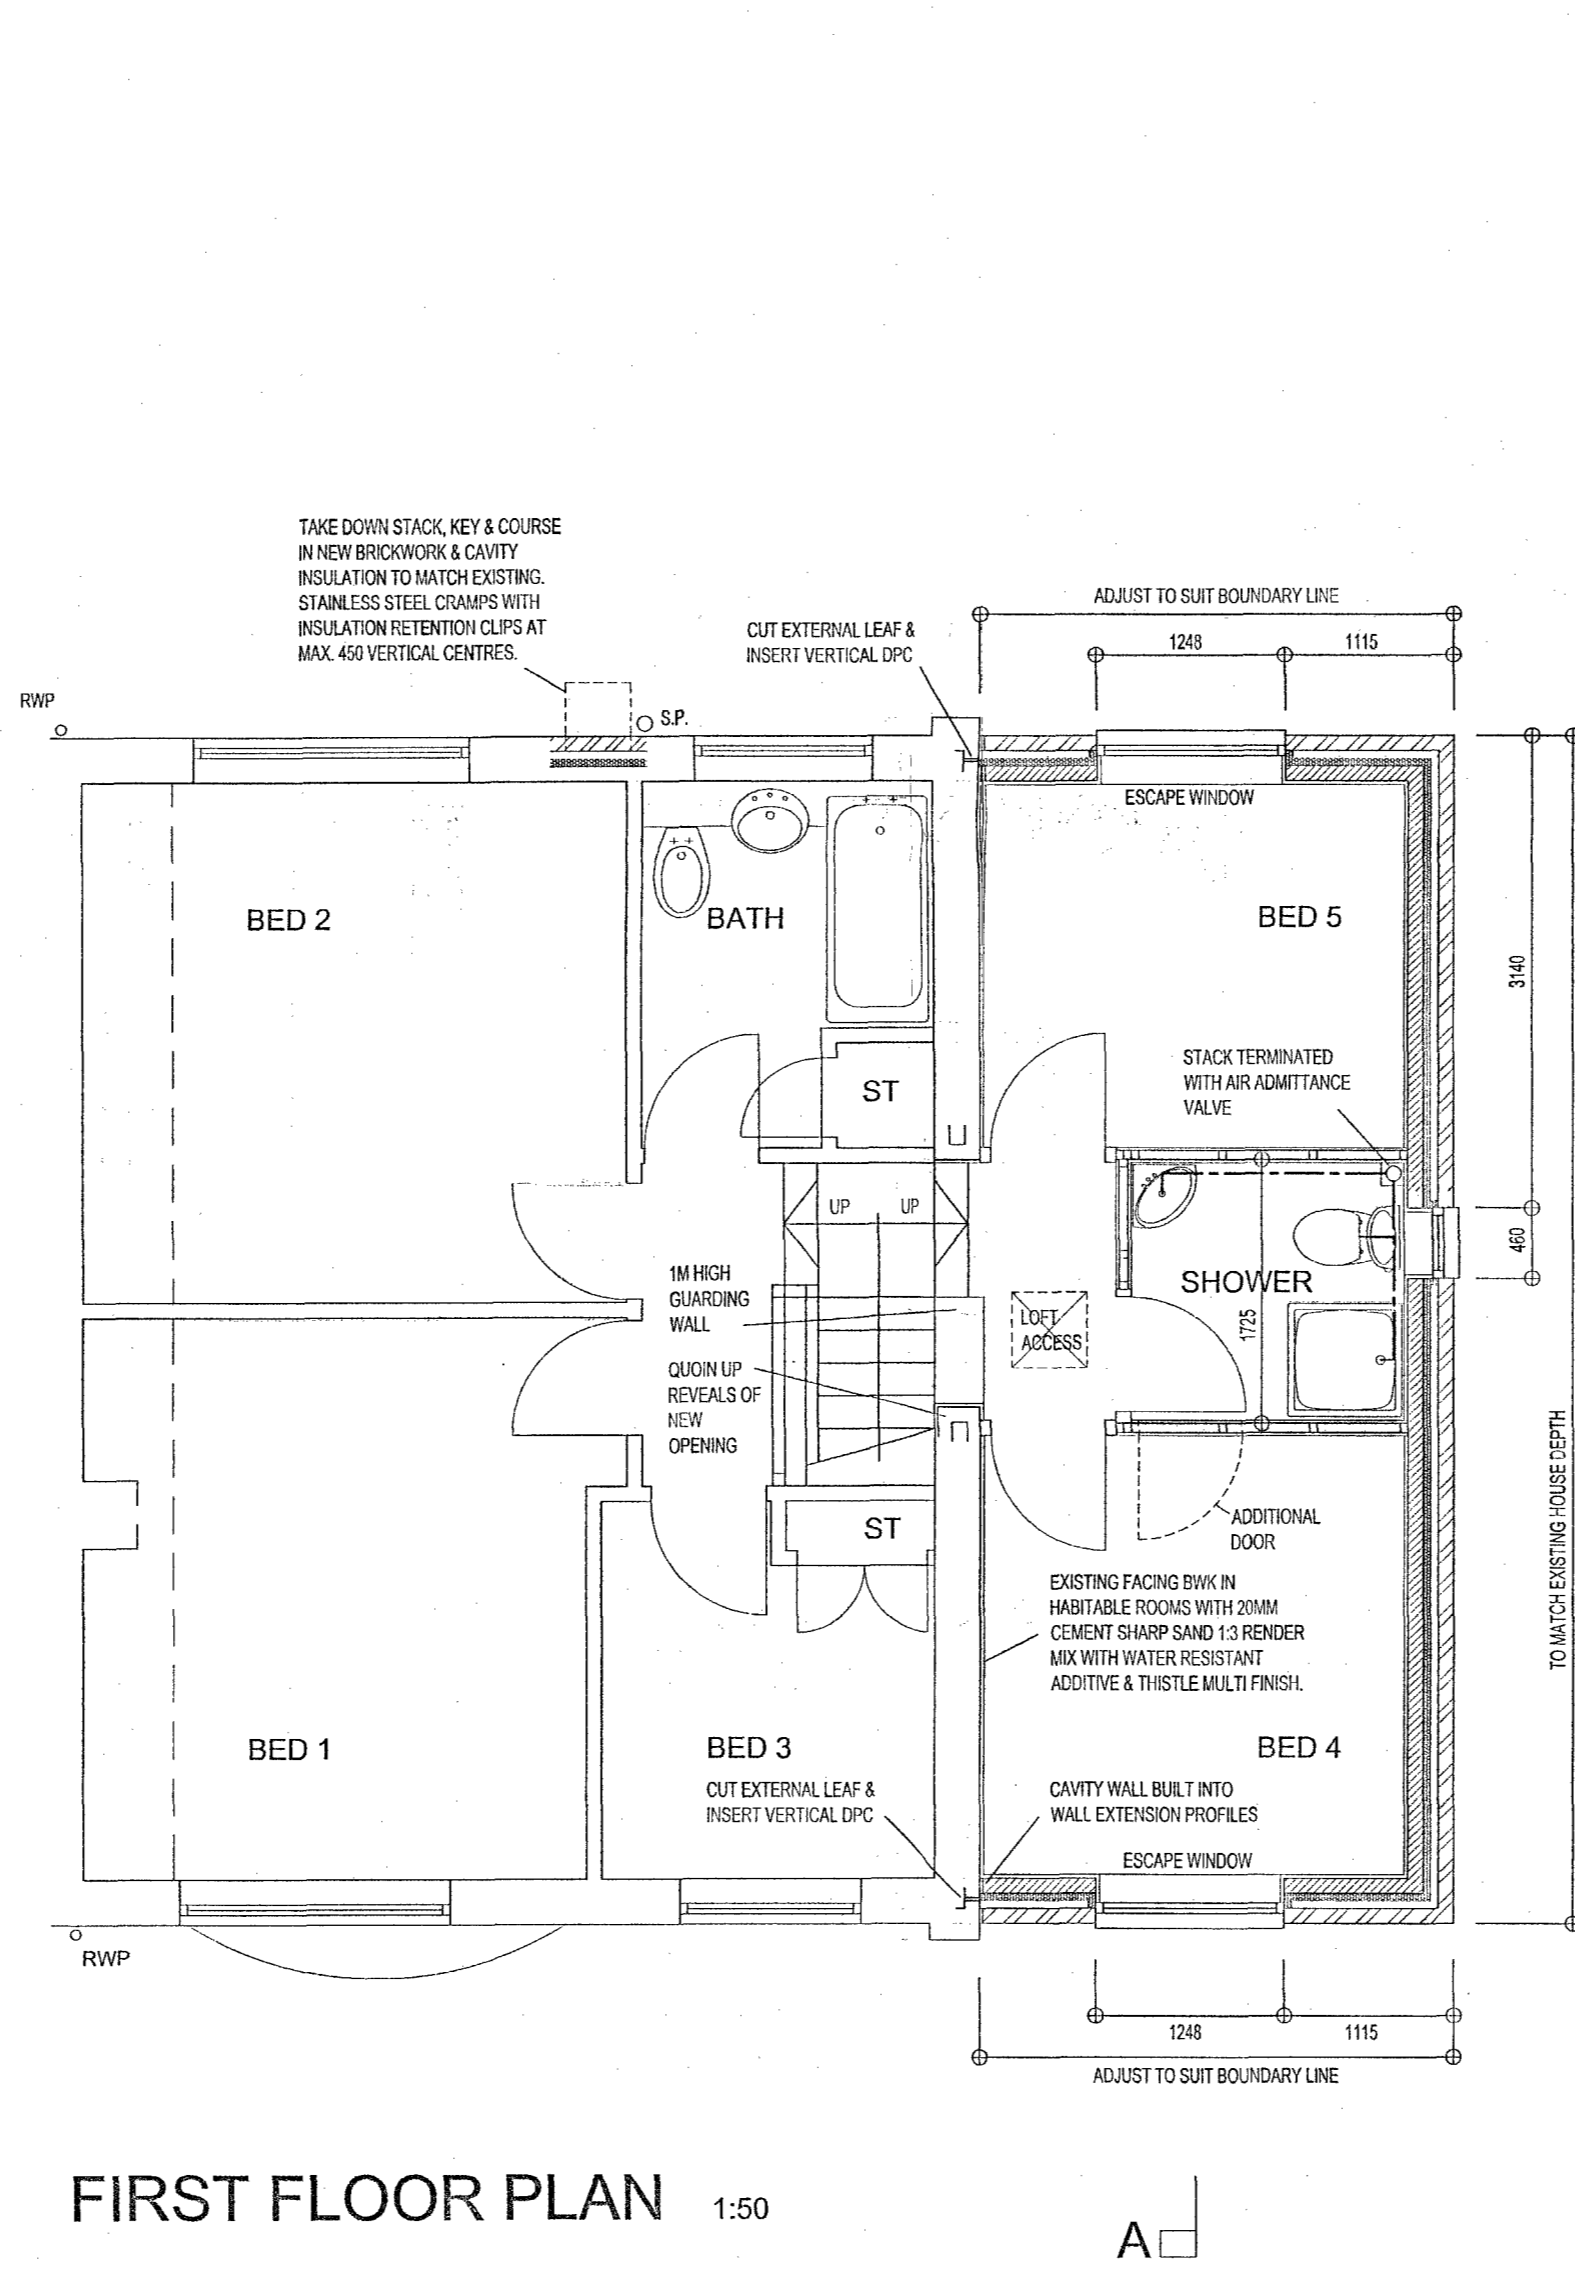 TAKE DOWN STACK, KEY & COURSE
IN NEW BRICKWORK & CAVITY
INSULATION TO MATCH EXISTING.
STAINLESS STEEL CRAMPS WITH
INSULATION RETENTION CLIPS AT
MAX. 450 VERTICAL CENTRES.
CUT EXTERNAL LEAF &
INSERT VERTICAL DPC
ADJUST TO SUIT BOUNDARY LINE
1248
1115
RWP
S.P.
ESCAPE WINDOW
BED 2
BATH
BED 5
3140
STACK TERMINATED
WITH AIR ADMITTANCE
VALVE
ST
UP
UP
460
1M HIGH
GUARDING
WALL
SHOWER
LOFT
ACCESS
1725
QUOIN UP
REVEALS OF
NEW
OPENING
ST
ADDITIONAL
DOOR
TO MATCH EXISTING HOUSE DEPTH
EXISTING FACING BWK IN
HABITABLE ROOMS WITH 20MM
CEMENT SHARP SAND 1:3 RENDER
MIX WITH WATER RESISTANT
ADDITIVE & THISTLE MULTI FINISH.
BED 1
BED 3
BED 4
CUT EXTERNAL LEAF &
INSERT VERTICAL DPC
CAVITY WALL BUILT INTO
WALL EXTENSION PROFILES
ESCAPE WINDOW
RWP
1248
1115
ADJUST TO SUIT BOUNDARY LINE
FIRST FLOOR PLAN 1:50
A